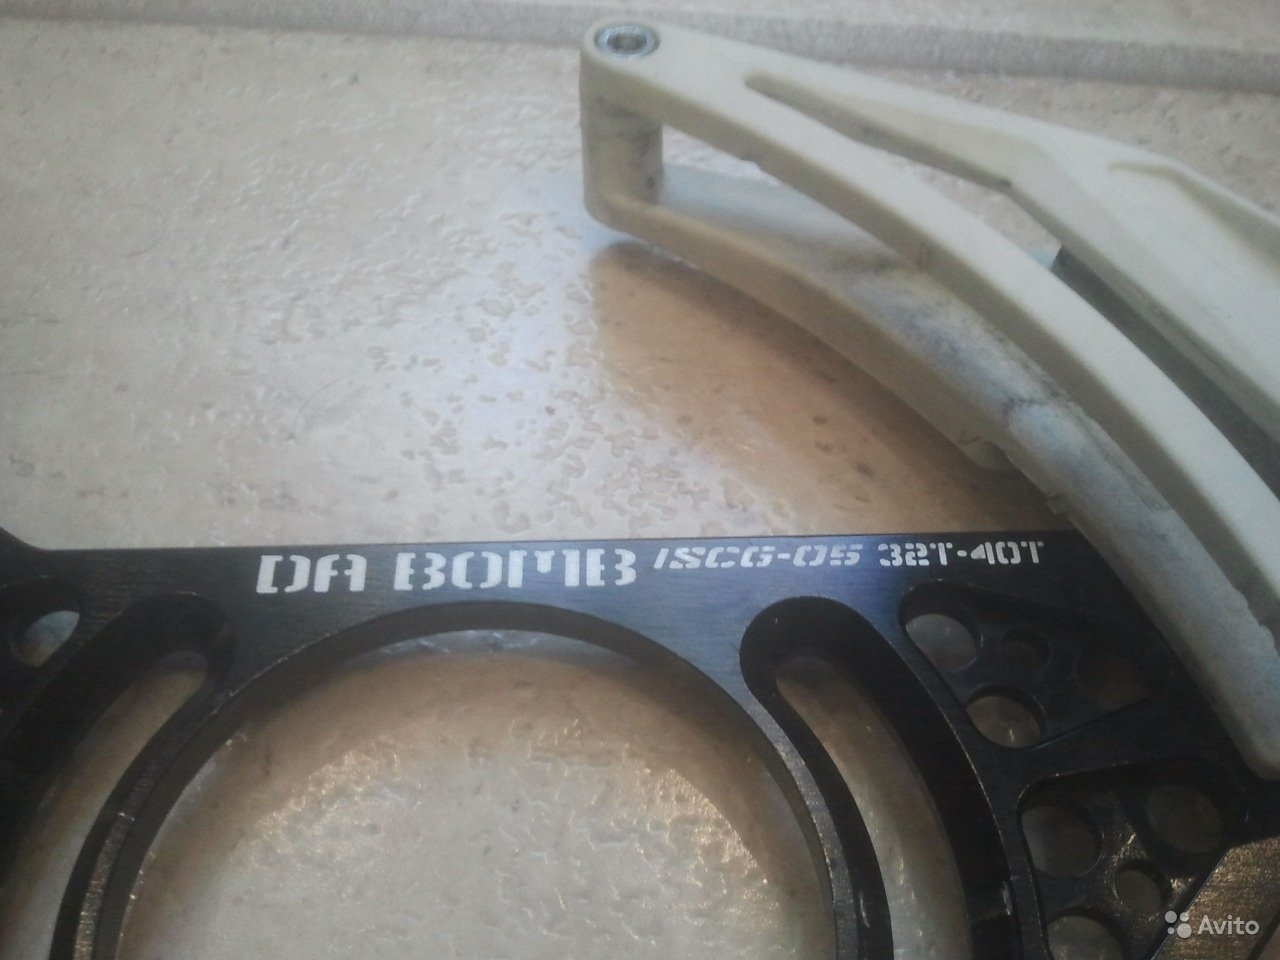 DA BOMB ISCG-05 32T-40T
Avito